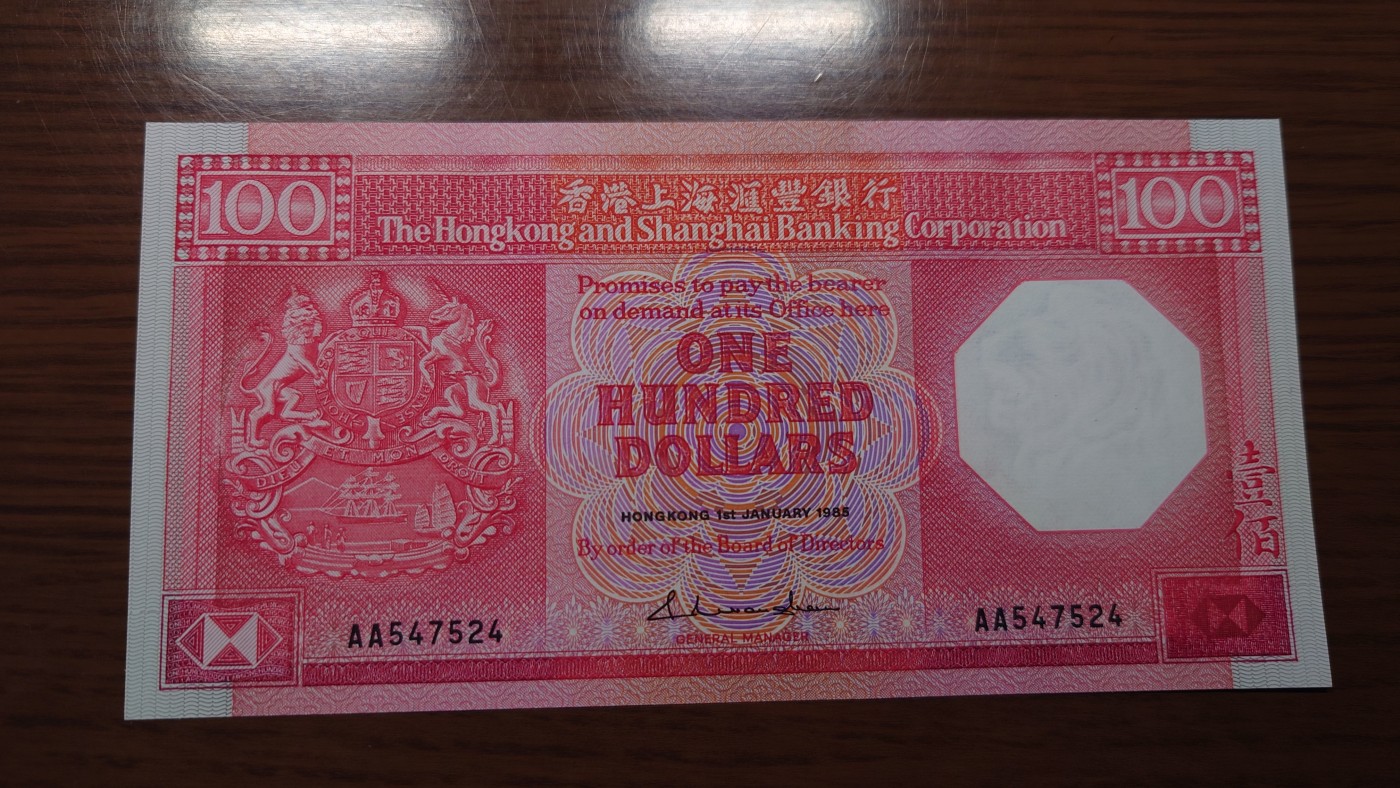 100
香港上海滙豐銀行
100
The Hongkong and Shanghai Banking Corporation
Promises to pay the bearer
on demand at its Office here
ONE
HUNDRED
DOLLARS
HONGKONG 1st JANUARY 1985
By order of the Board of Directors
GENERAL MANAGER
DIEU ET MON DROIT
壹佰
AA547524
AA547524